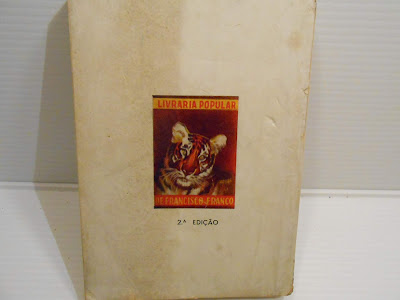 LIVRARIA POPULAR
DE FRANCISCO FRANCO
2.ª EDIÇÃO